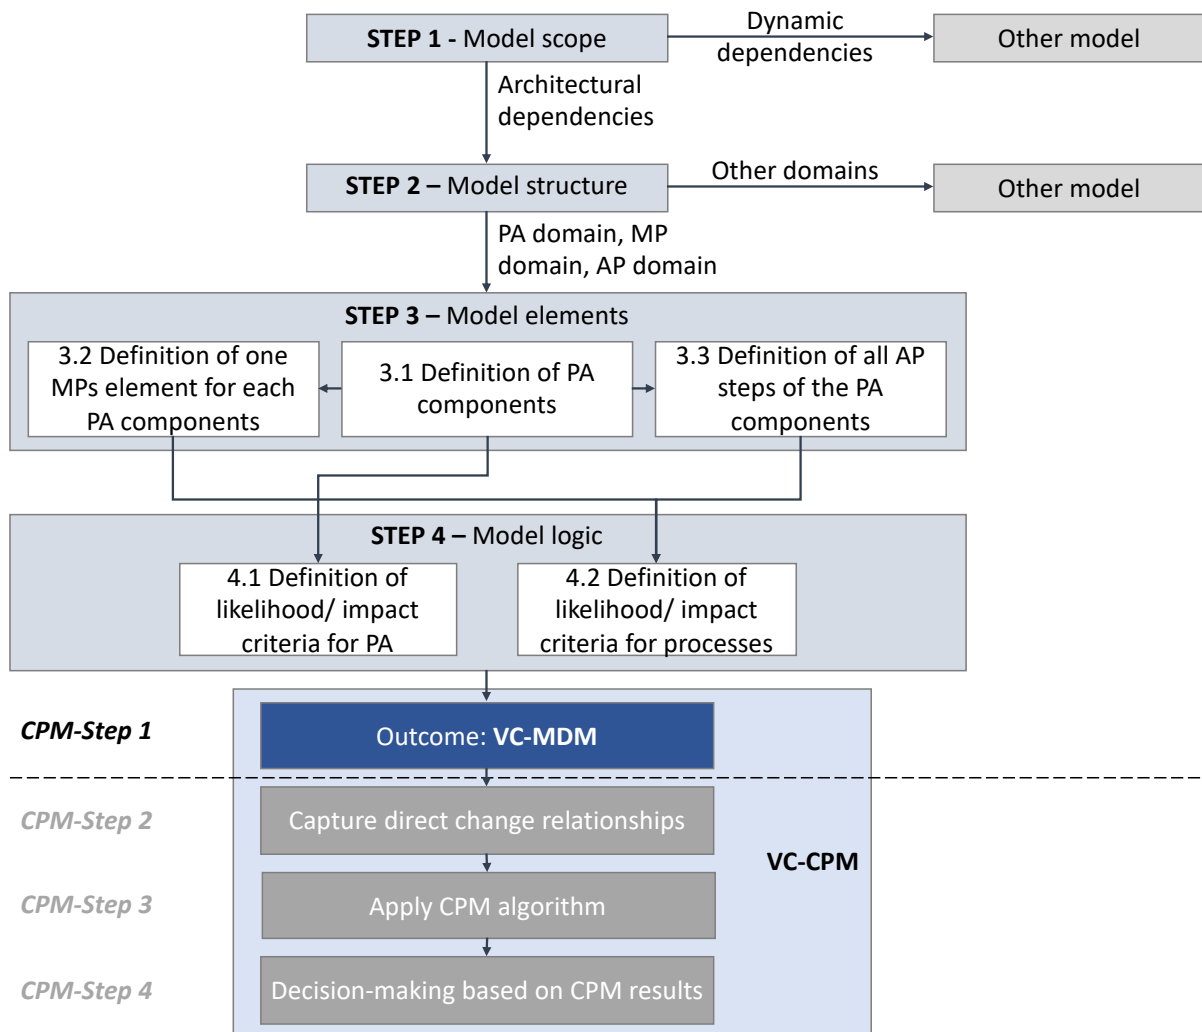 STEP 1 - Model scope
Dynamic
dependencies
Other model
Architectural
dependencies
STEP 2 – Model structure
Other domains
Other model
PA domain, MP
domain, AP domain
STEP 3 – Model elements
3.2 Definition of one
MPs element for each
PA components
3.1 Definition of PA
components
3.3 Definition of all AP
steps of the PA
components
STEP 4 – Model logic
4.1 Definition of
likelihood/ impact
criteria for PA
4.2 Definition of
likelihood/ impact
criteria for processes
CPM-Step 1
Outcome: VC-MDM
CPM-Step 2
Capture direct change relationships
VC-CPM
CPM-Step 3
Apply CPM algorithm
CPM-Step 4
Decision-making based on CPM results